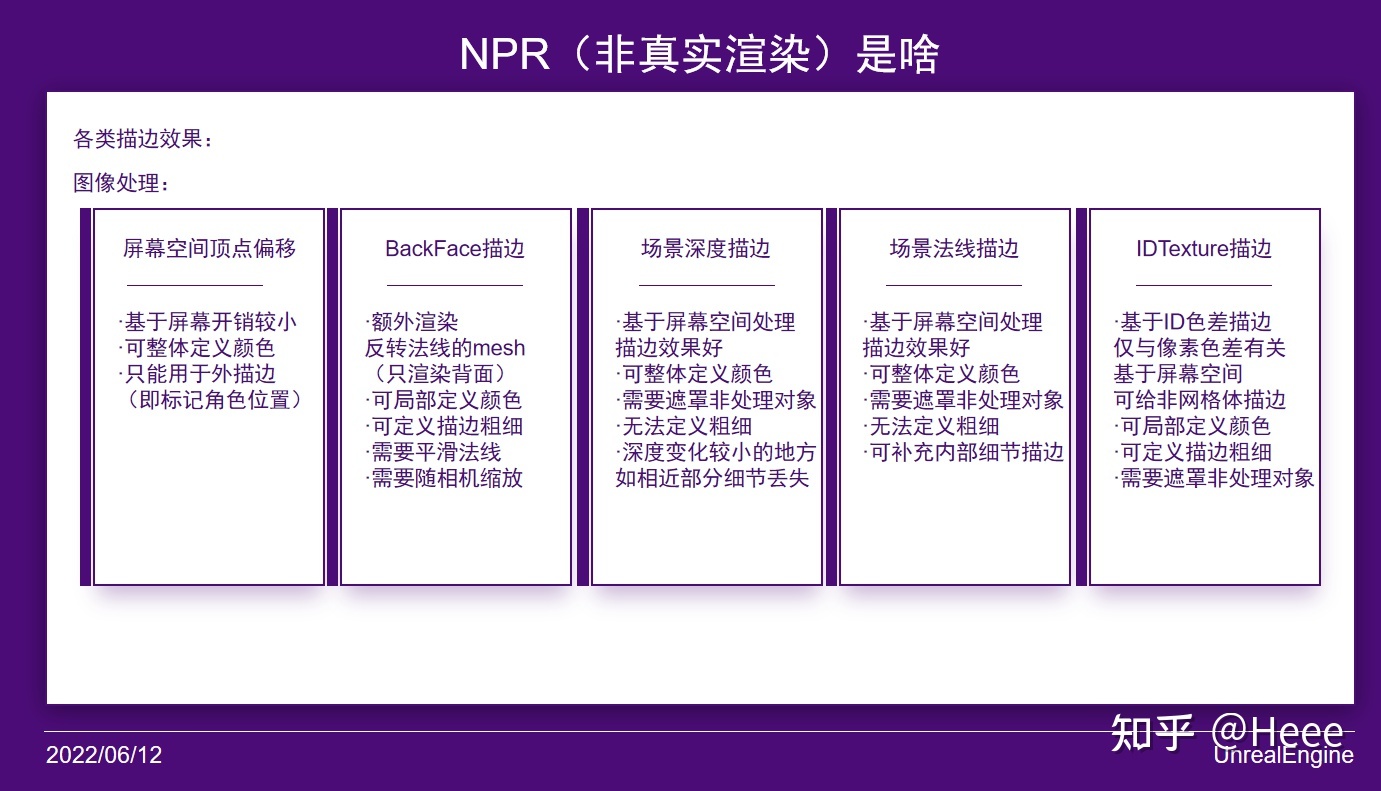 NPR（非真实渲染）是啥
各类描边效果：
图像处理：
屏幕空间顶点偏移
·基于屏幕开销较小
·可整体定义颜色
·只能用于外描边
（即标记角色位置）
BackFace描边
·额外渲染
反转法线的mesh
（只渲染背面）
·可局部定义颜色
·可定义描边粗细
·需要平滑法线
·需要随相机缩放
场景深度描边
·基于屏幕空间处理
描边效果好
·可整体定义颜色
·需要遮罩非处理对象
·无法定义粗细
·深度变化较小的地方
如相近部分细节丢失
场景法线描边
·基于屏幕空间处理
描边效果好
·可整体定义颜色
·需要遮罩非处理对象
·无法定义粗细
·可补充内部细节描边
IDTexture描边
·基于ID色差描边
仅与像素色差有关
基于屏幕空间
可给非网格体描边
·可局部定义颜色
·可定义描边粗细
·需要遮罩非处理对象
知乎 @Heee
2022/06/12
UnrealEngine